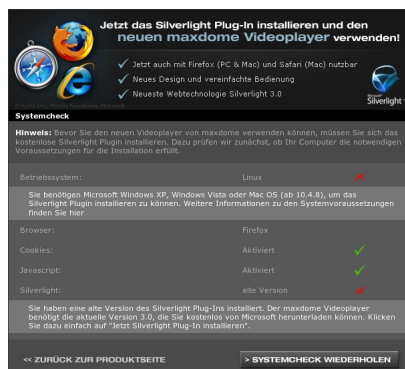 Jetzt das Silverlight Plug-In installieren und den
neuen maxdome Videoplayer verwenden!
Jetzt auch mit Firefox (PC & Mac) und Safari (Mac) nutzbar
Neues Design und vereinfachte Bedienung
Neueste Webtechnologie Silverlight 3.0
Silverlight
© Apple Inc., Mozilla Foundation, Microsoft
Systemcheck
Hinweis: Bevor Sie den neuen Videoplayer von maxdome verwenden können, müssen Sie sich das
kostenlose Silverlight Plugin installieren. Dazu prüfen wir zunächst, ob Ihr Computer die notwendigen
Voraussetzungen für die Installation erfüllt.
Betriebssystem: Linux
Sie benötigen Microsoft Windows XP, Windows Vista oder Mac OS (ab 10.4.8), um das
Silverlight Plugin installieren zu können. Weitere Informationen zu den Systemvoraussetzungen
finden Sie hier
Browser: Firefox
Cookies: Aktiviert
Javascript: Aktiviert
Silverlight: alte Version
Sie haben eine alte Version des Silverlight Plug-Ins installiert. Der maxdome Videoplayer
benötigt die aktuelle Version 3.0, die Sie kostenlos von Microsoft herunterladen können. Klicken
Sie dazu einfach auf "Jetzt Silverlight Plug-In installieren".
<< ZURÜCK ZUR PRODUKTSEITE
> SYSTEMCHECK WIEDERHOLEN